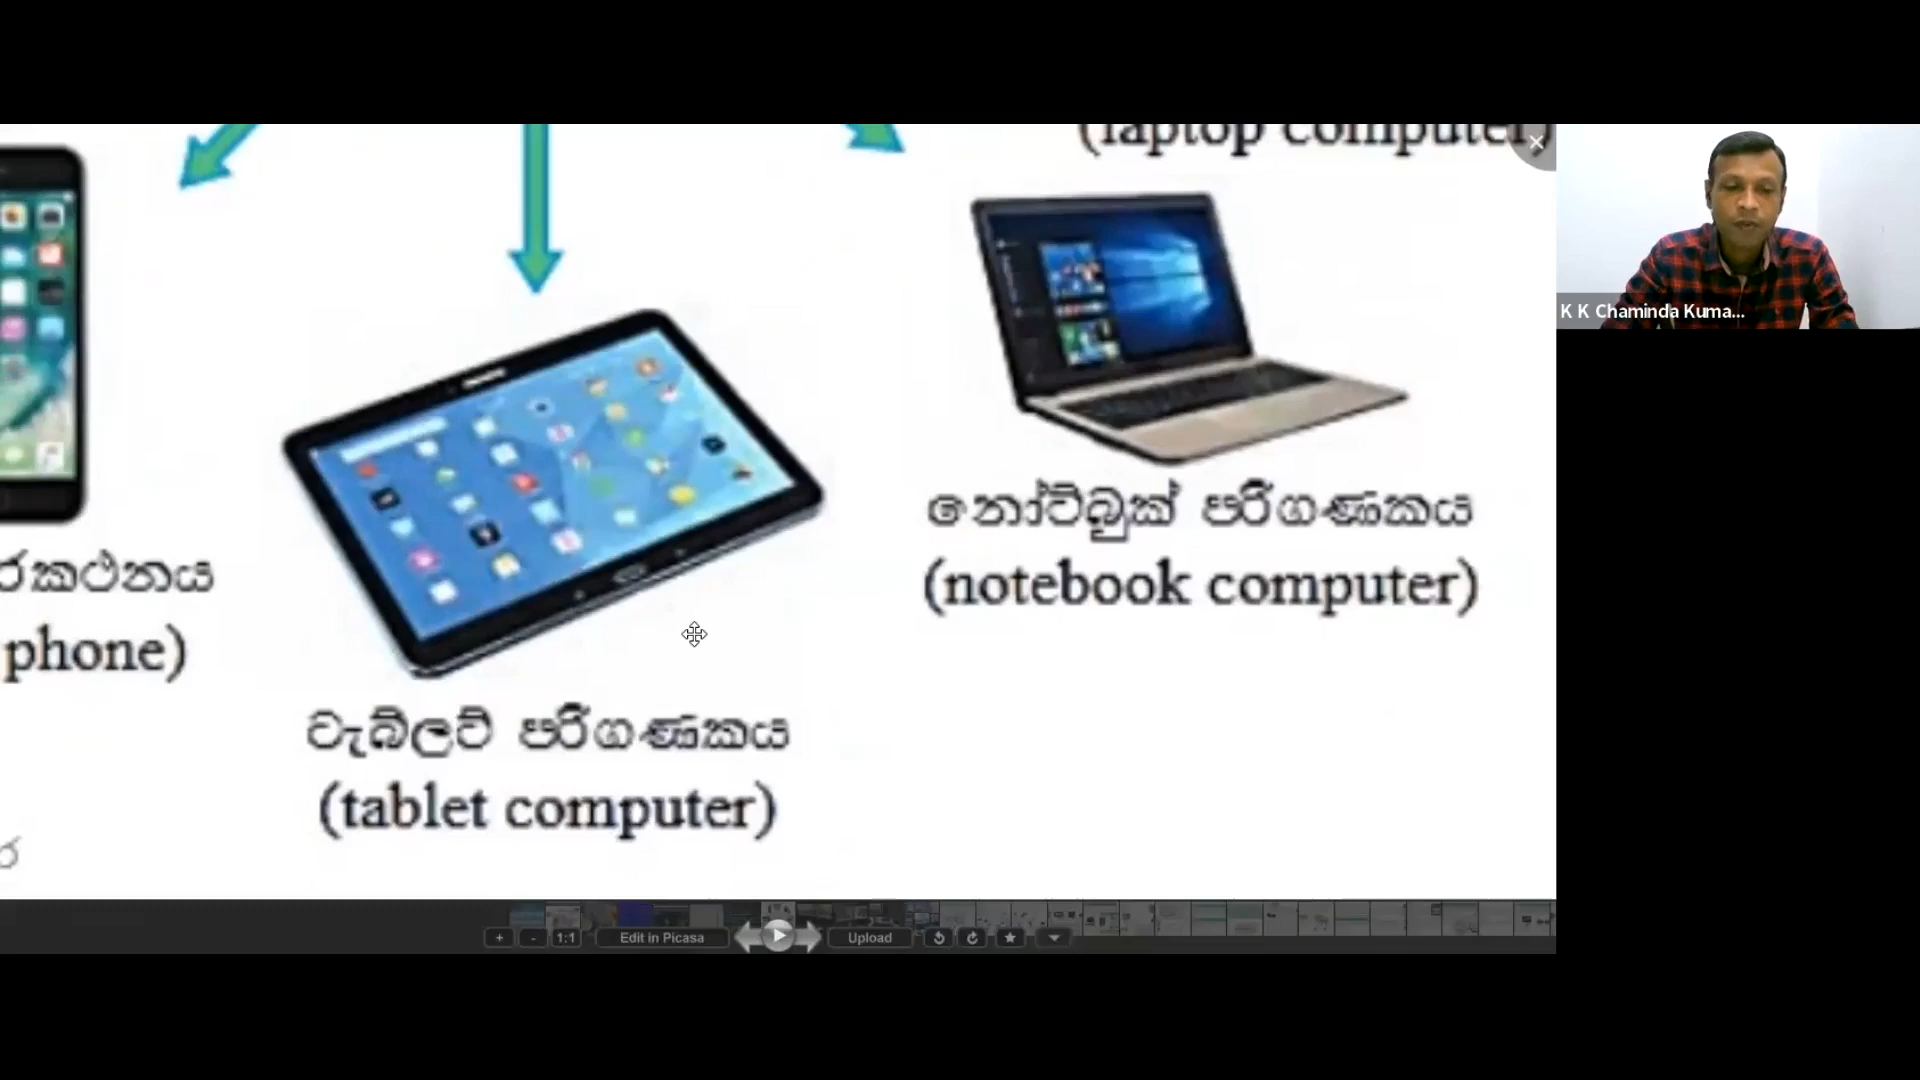 (laptop computer)
නෝට්බුක් පරිගණකය
(notebook computer)
රකථනය
phone)
ටැබ්ලට් පරිගණකය
(tablet computer)
ර
K K Chaminda Kuma...
+
-
1:1
Edit in Picasa
Upload